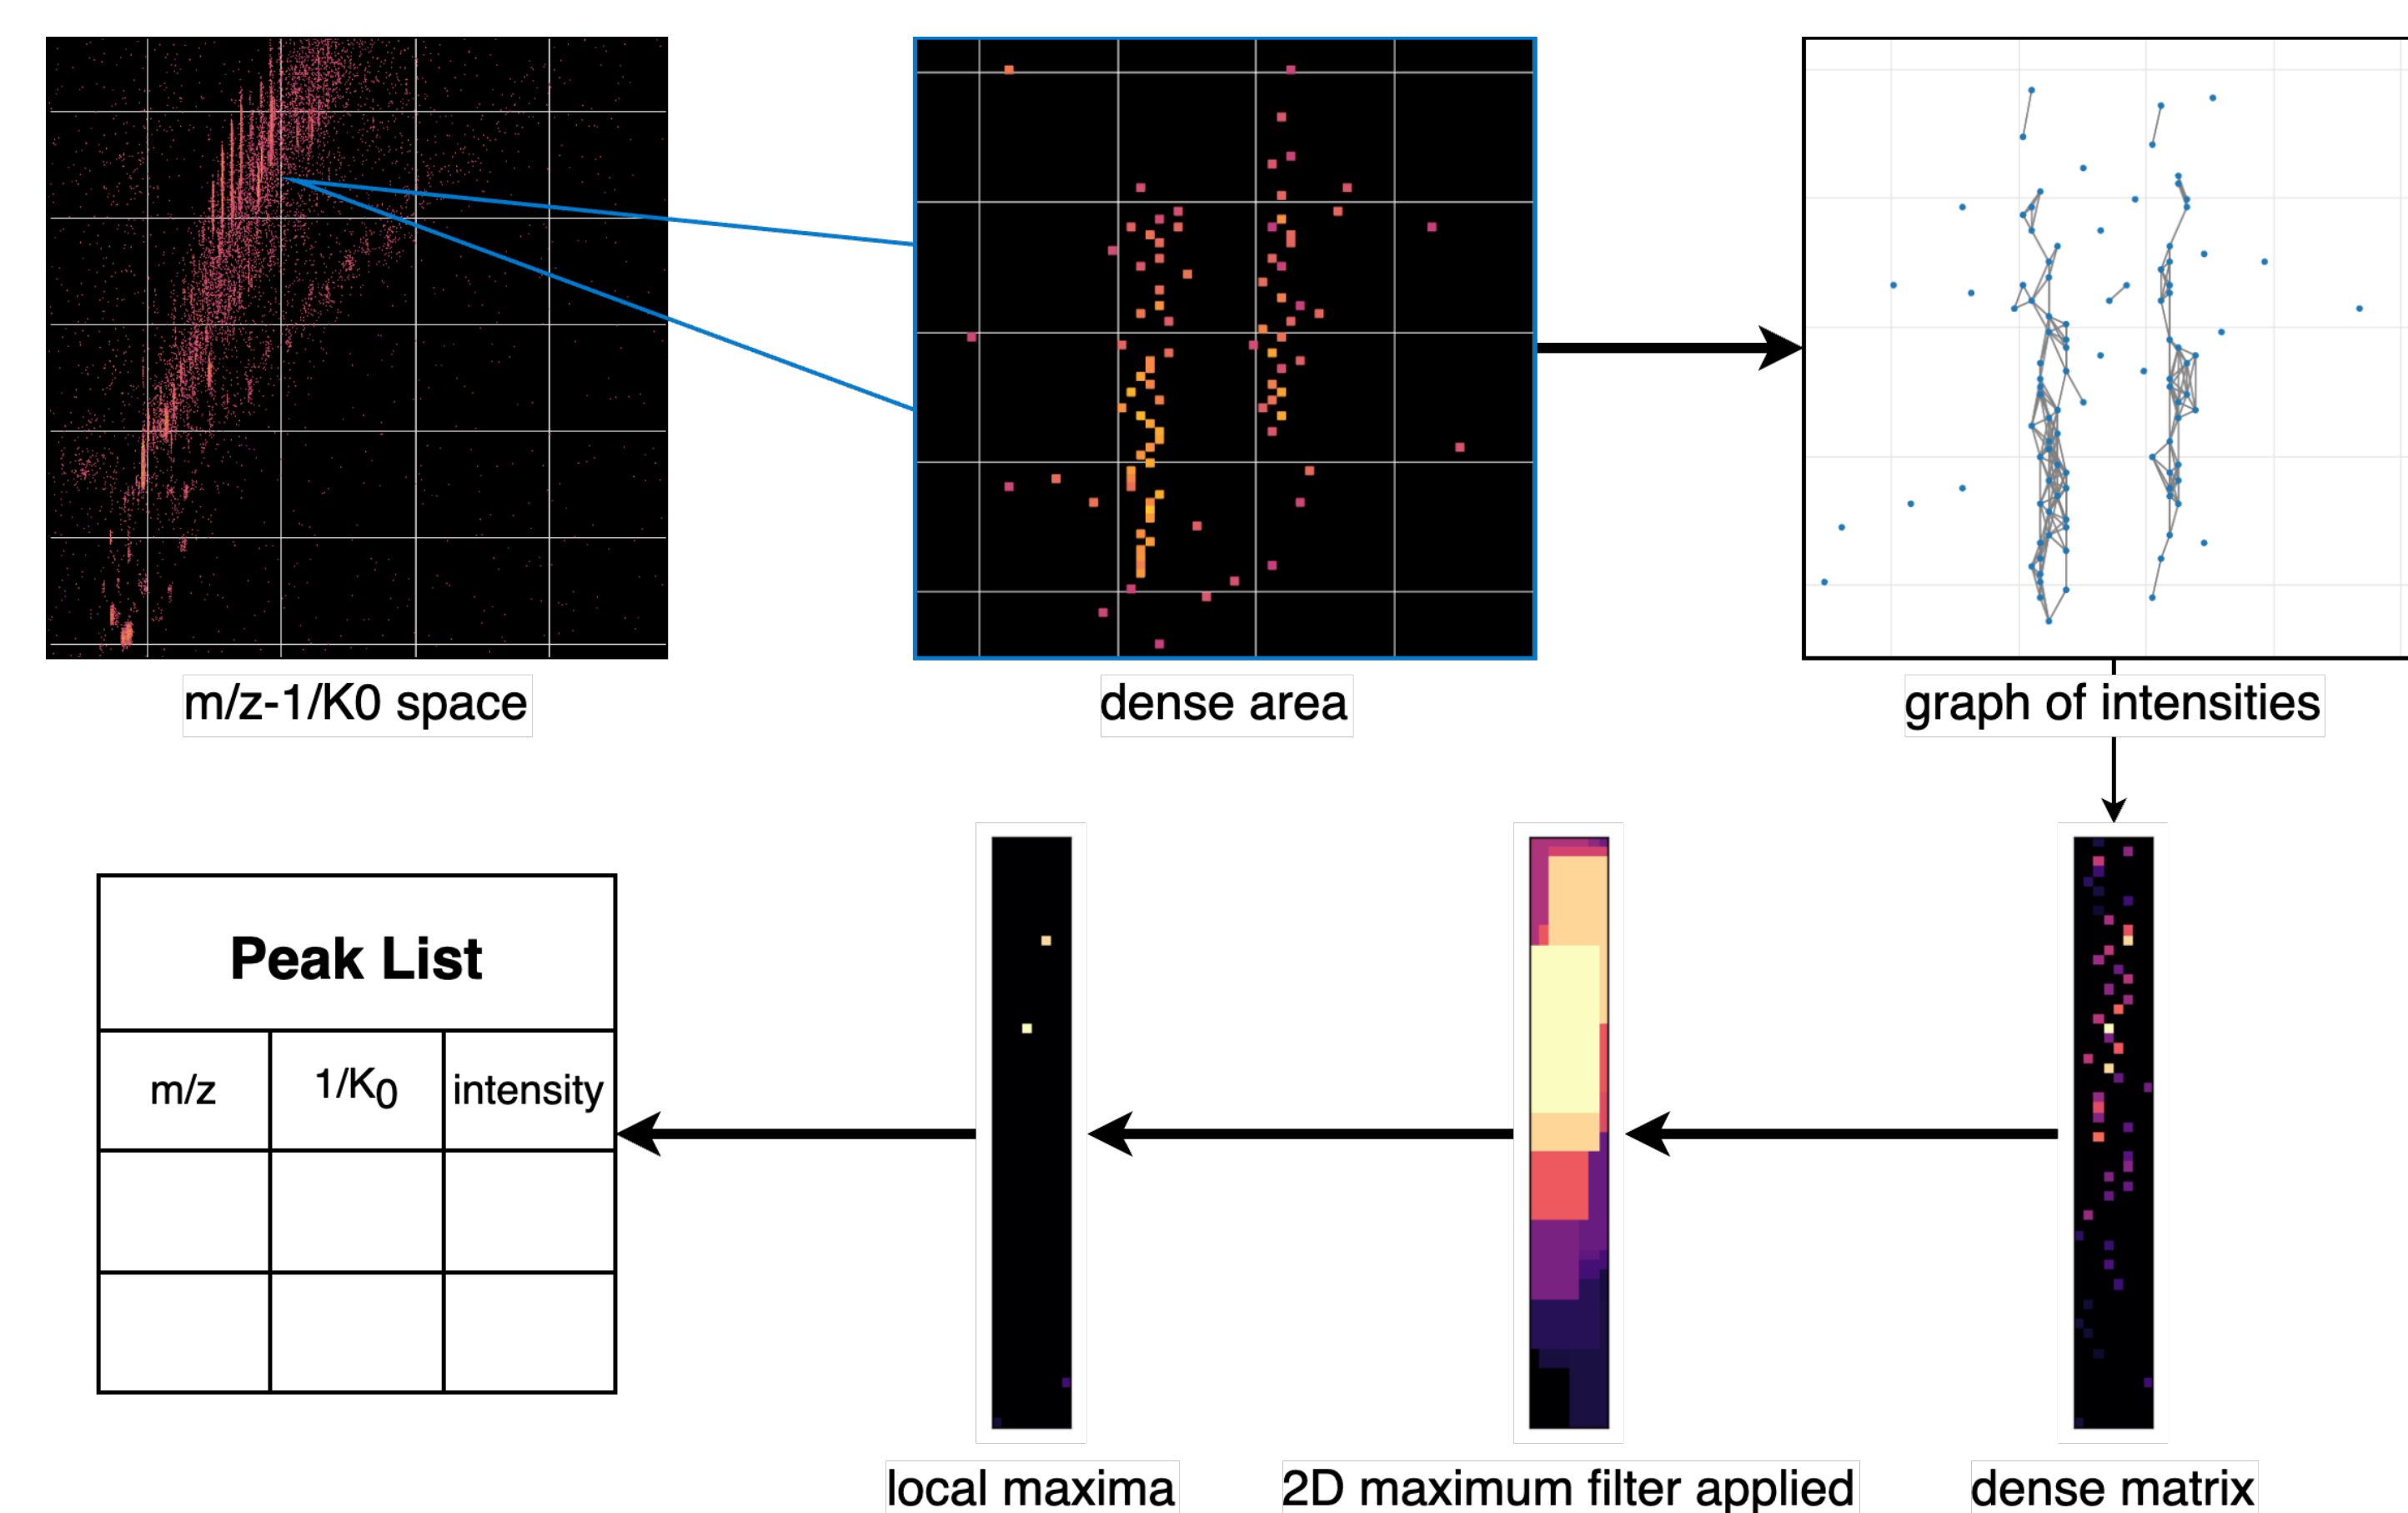 m/z-1/K0 space
dense area
graph of intensities
Peak List
m/z
1/K0
intensity
local maxima
2D maximum filter applied
dense matrix